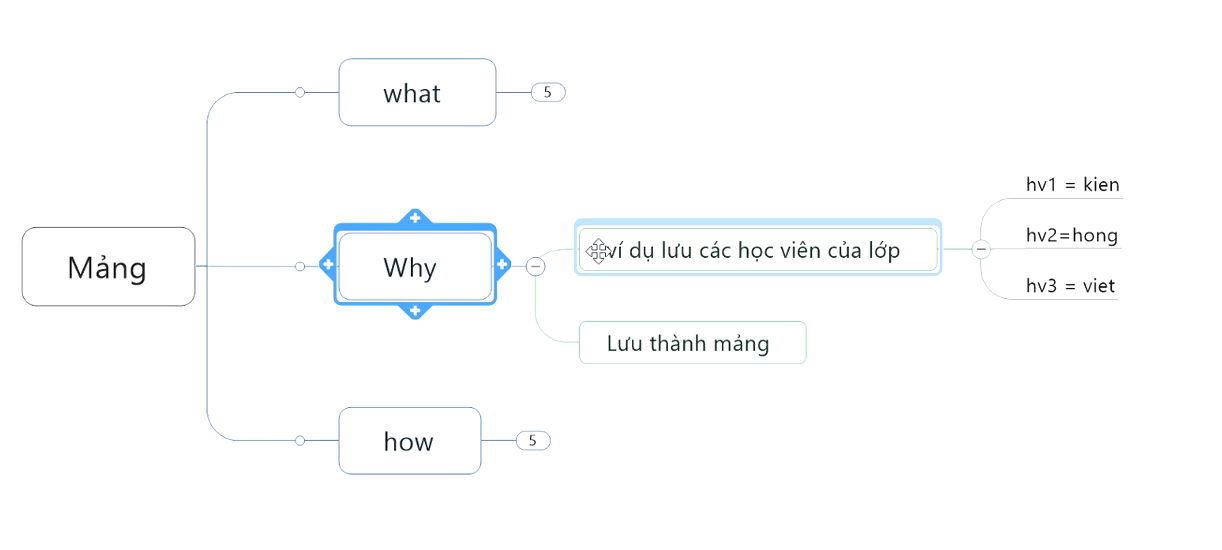 Mảng
what
5
Why
ví dụ lưu các học viên của lớp
hv1 = kien
hv2=hong
hv3 = viet
Lưu thành mảng
how
5